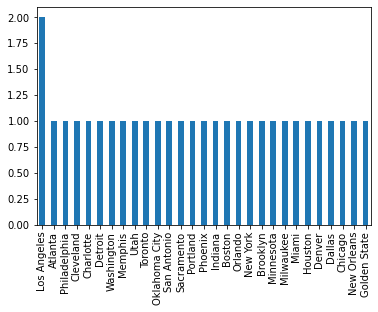 2.00
1.75
1.50
1.25
1.00
0.75
0.50
0.25
0.00
Los Angeles
Atlanta
Philadelphia
Cleveland
Charlotte
Detroit
Washington
Memphis
Utah
Toronto
Oklahoma City
San Antonio
Sacramento
Portland
Phoenix
Indiana
Boston
Orlando
New York
Brooklyn
Minnesota
Milwaukee
Miami
Houston
Denver
Dallas
Chicago
New Orleans
Golden State